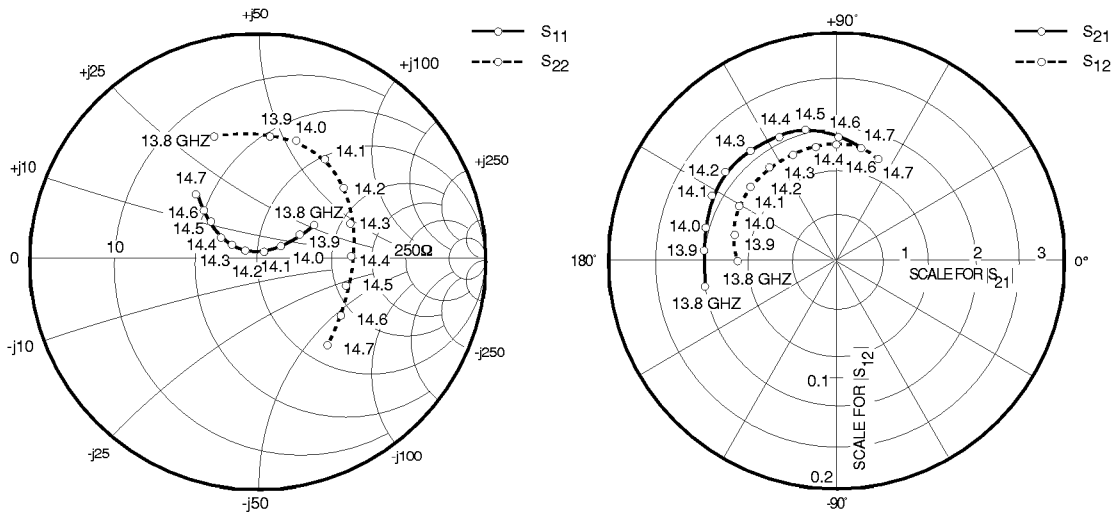 +j50
S11
S22
+j25
+j100
13.9
14.0
13.8 GHZ
14.1
+j10
+j250
14.7
14.2
13.8 GHZ
14.6
14.3
14.5
13.9
14.4
10
250Ω
0
14.3
14.0
14.4
14.2
14.1
14.5
14.6
-j10
14.7
-j250
-j25
-j100
-j50
+90°
S21
S12
14.5
14.4
14.6
14.3
14.7
14.4
14.6
14.7
14.2
14.3
14.2
14.1
14.1
14.0
14.0
13.9
13.9
1
2
3
180°
0°
13.8 GHZ
SCALE FOR |S21|
13.8 GHZ
0.1
SCALE FOR |S12|
0.2
-90°